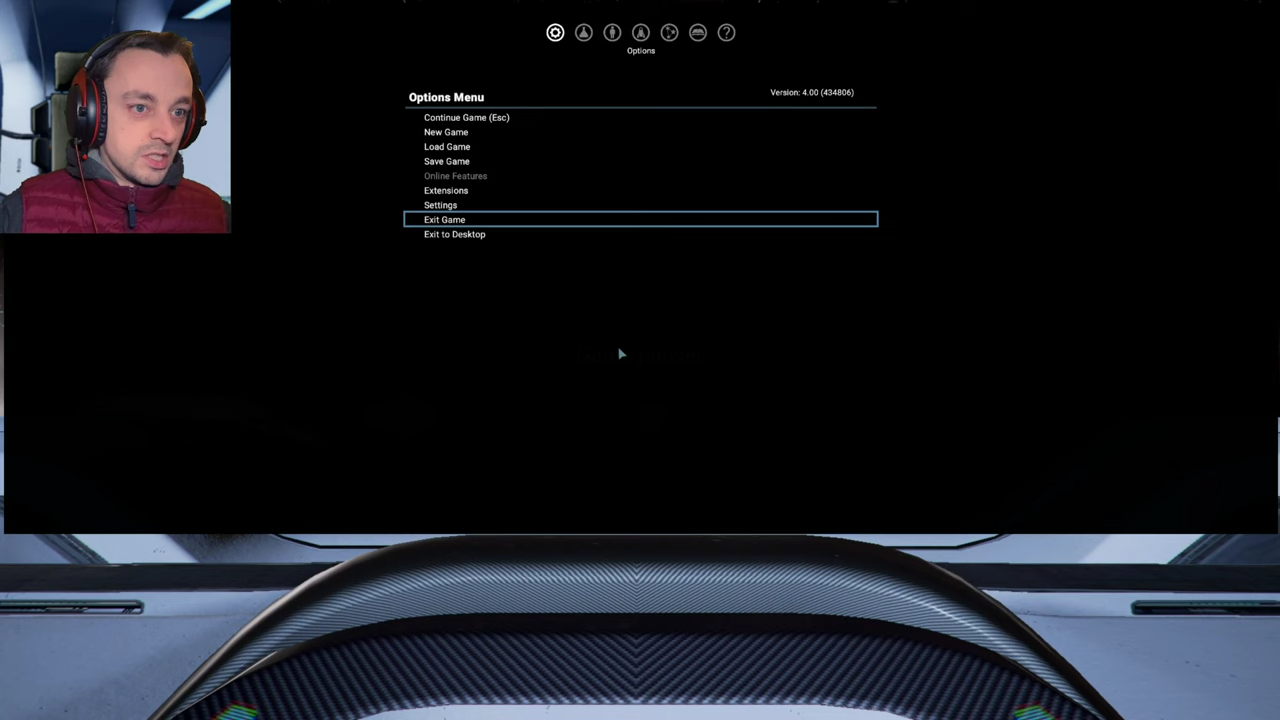 Options
Options Menu
Version: 4.00 (434806)
Continue Game (Esc)
New Game
Load Game
Save Game
Online Features
Extensions
Settings
Exit Game
Exit to Desktop